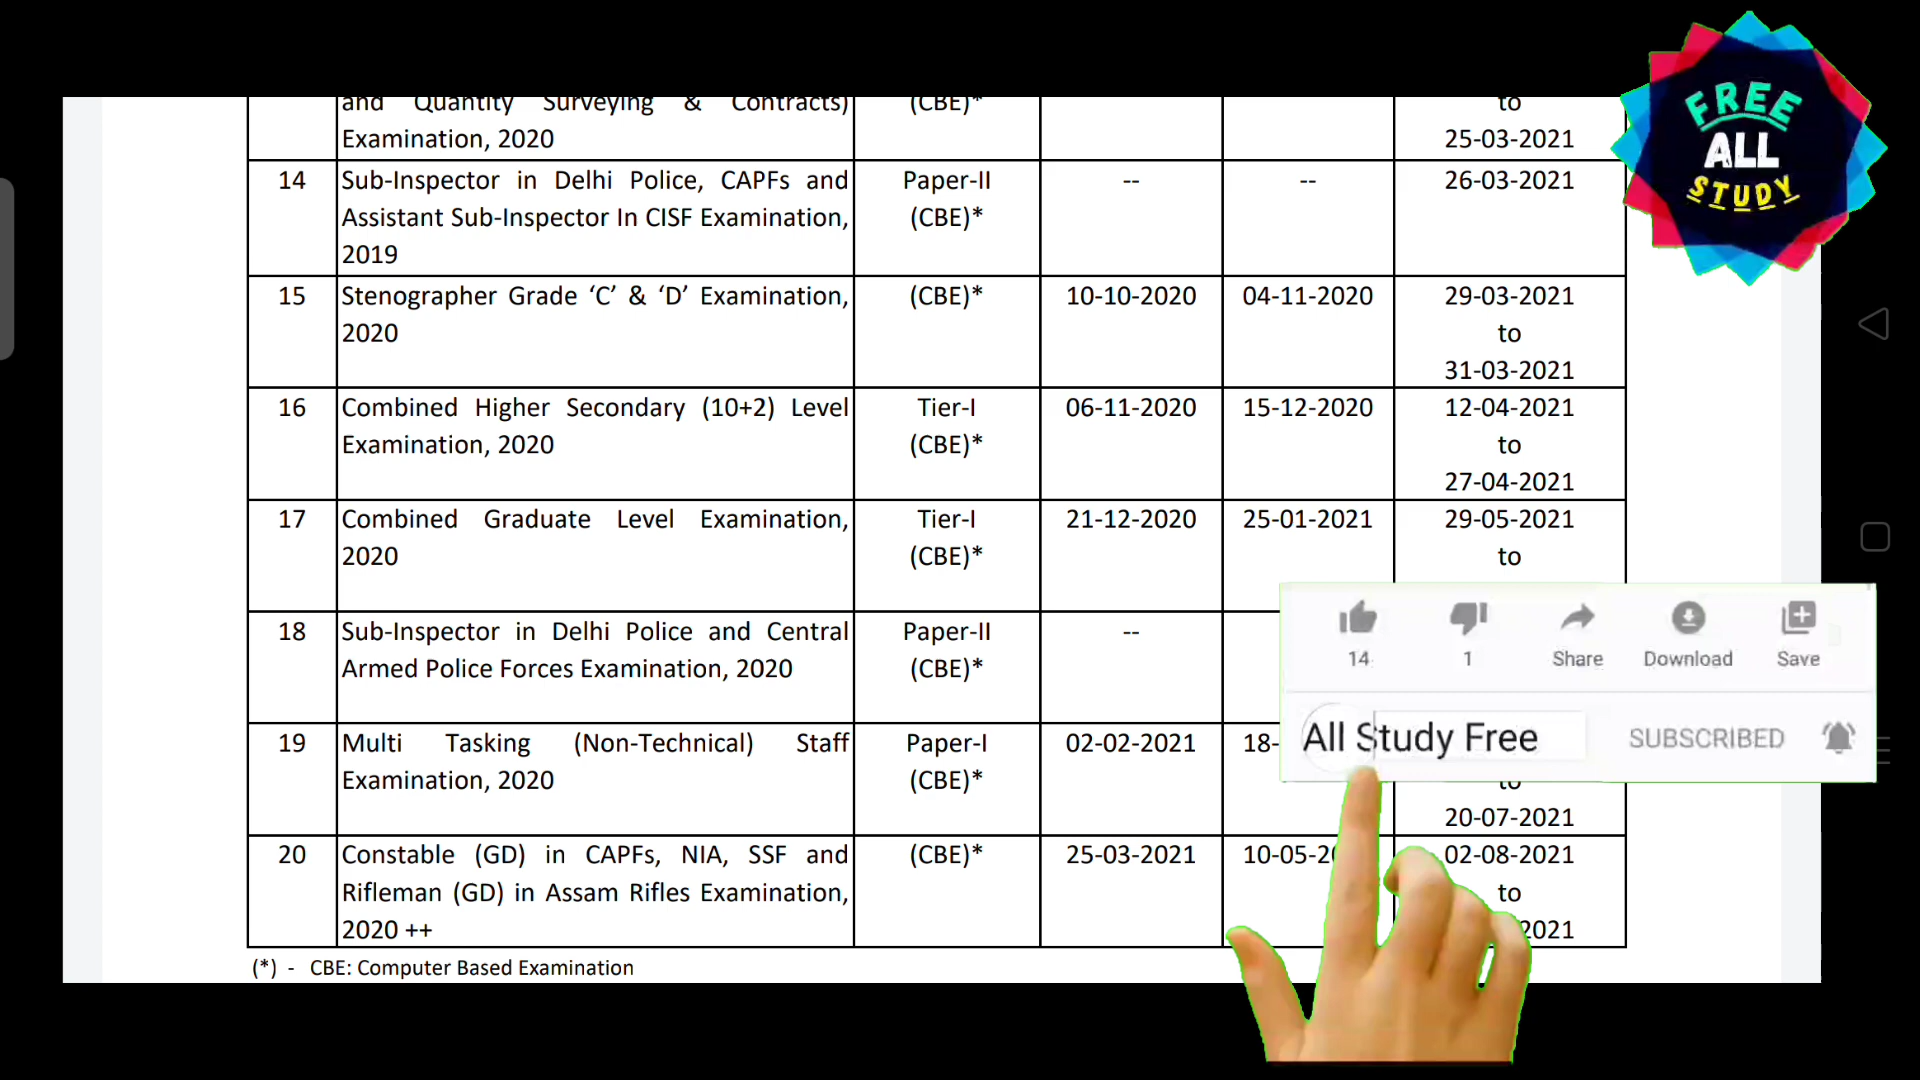 and Quantity Surveying & Contracts) (CBE)* to
Examination, 2020 25-03-2021
14 Sub-Inspector in Delhi Police, CAPFs and Paper-II -- -- 26-03-2021
Assistant Sub-Inspector In CISF Examination, (CBE)*
2019
15 Stenographer Grade ‘C’ & ‘D’ Examination, (CBE)* 10-10-2020 04-11-2020 29-03-2021
2020 to
31-03-2021
16 Combined Higher Secondary (10+2) Level Tier-I 06-11-2020 15-12-2020 12-04-2021
Examination, 2020 (CBE)* to
27-04-2021
17 Combined Graduate Level Examination, Tier-I 21-12-2020 25-01-2021 29-05-2021
2020 (CBE)* to
18 Sub-Inspector in Delhi Police and Central Paper-II --
Armed Police Forces Examination, 2020 (CBE)*
19 Multi Tasking (Non-Technical) Staff Paper-I 02-02-2021 18-
Examination, 2020 (CBE)* to
20-07-2021
20 Constable (GD) in CAPFs, NIA, SSF and (CBE)* 25-03-2021 10-05-2 02-08-2021
Rifleman (GD) in Assam Rifles Examination, to
2020 ++ 2021
(*) - CBE: Computer Based Examination
FREE
ALL
STUDY
14 1 Share Download Save
All Study Free SUBSCRIBED